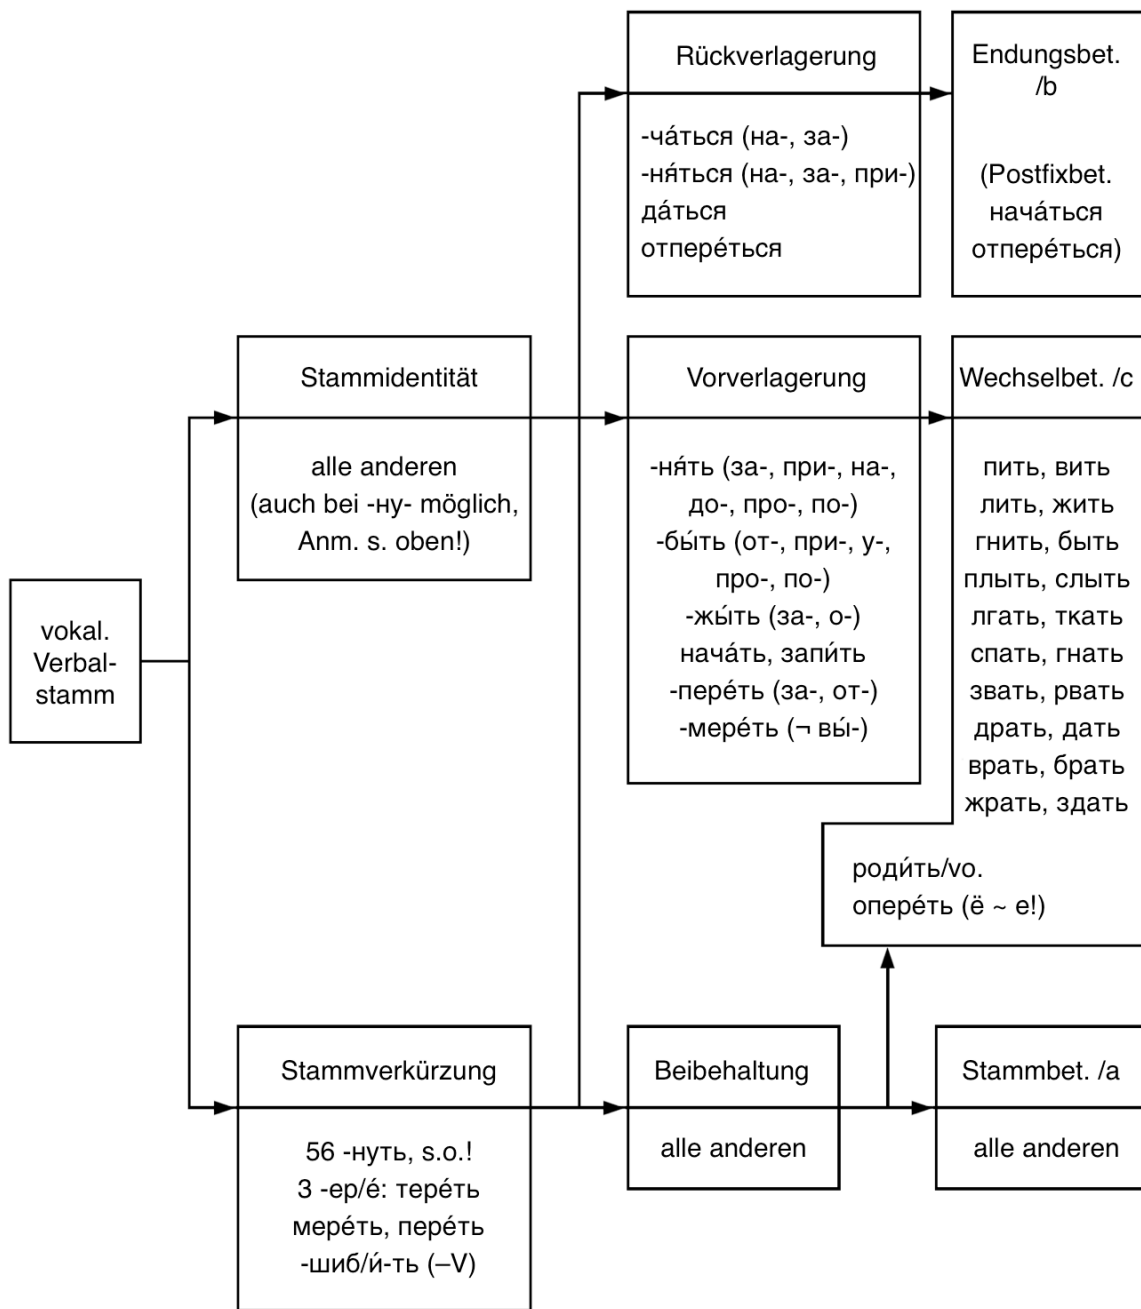 Rückverlagerung
-ча́ться (на-, за-)
-ня́ться (на-, за-, при-)
да́ться
отпере́ться
Endungsbet.
/b
(Postfixbet.
нача́ться
отпере́ться)
Stammidentität
alle anderen
(auch bei -ну- möglich,
Anm. s. oben!)
Vorverlagerung
-ня́ть (за-, при-, на-,
до-, про-, по-)
-бы́ть (от-, при-, у-,
про-, по-)
-жы́ть (за-, о-)
нача́ть, запи́ть
-пере́ть (за-, от-)
-мере́ть (¬ вы́-)
Wechselbet. /c
пить, вить
лить, жить
гнить, быть
плыть, слыть
лгать, ткать
спать, гнать
звать, рвать
драть, дать
врать, брать
жрать, здать
роди́ть/vo.
опере́ть (ё ~ е!)
vokal.
Verbal-
stamm
Stammverkürzung
56 -нуть, s.o.!
3 -ер/é: тере́ть
мере́ть, пере́ть
-шиб/и́-ть (–V)
Beibehaltung
alle anderen
Stammbet. /a
alle anderen